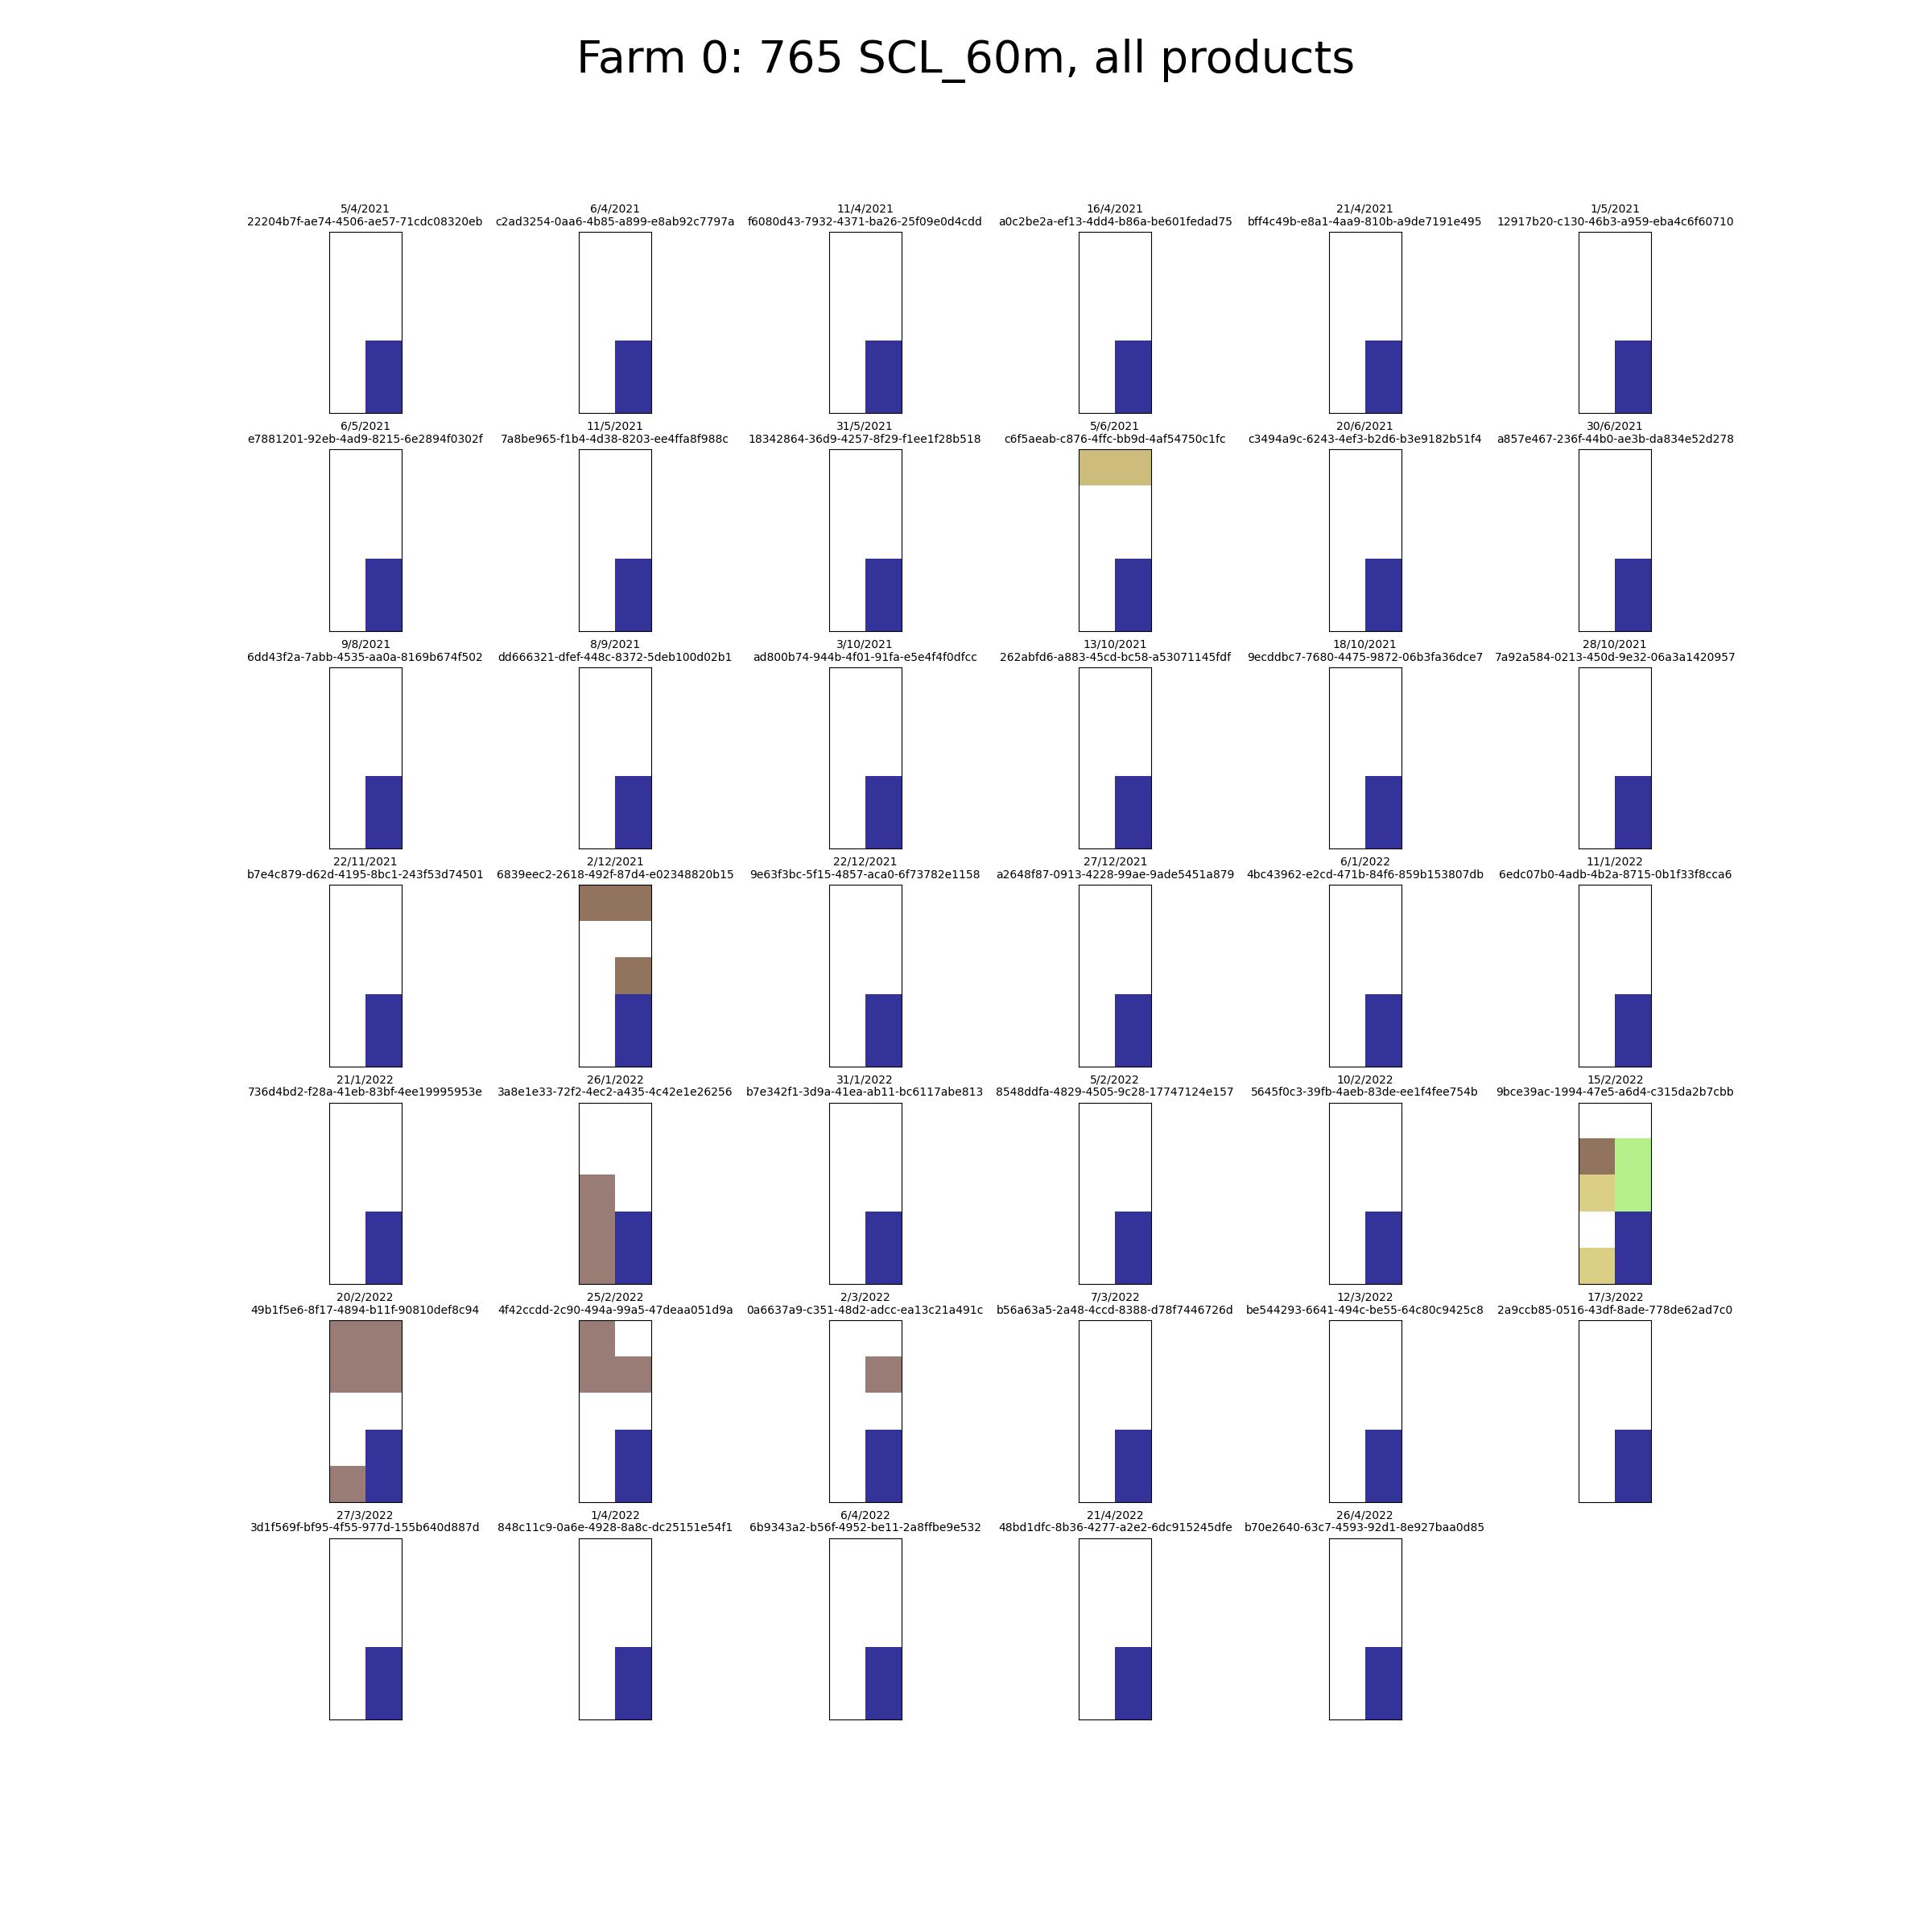 Farm 0: 765 SCL_60m, all products
5/4/2021 6/4/2021 11/4/2021 16/4/2021 21/4/2021 1/5/2021
22204b7f-ae74-4506-ae57-71cdc08320eb c2ad3254-0aa6-4b85-a899-e8ab92c7797a f6080d43-7932-4371-ba26-25f09e0d4cdd a0c2be2a-ef13-4dd4-b86a-be601fedad75 bff4c49b-e8a1-4aa9-810b-a9de7191e495 12917b20-c130-46b3-a959-eba4c6f60710
6/5/2021 11/5/2021 31/5/2021 5/6/2021 20/6/2021 30/6/2021
e7881201-92eb-4ad9-8215-6e2894f0302f 7a8be965-f1b4-4d38-8203-ee4ffa8f988c 18342864-36d9-4257-8f29-f1ee1f28b518 c6f5aeab-c876-4ffc-bb9d-4af54750c1fc c3494a9c-6243-4ef3-b2d6-b3e9182b51f4 a857e467-236f-44b0-ae3b-da834e52d278
9/8/2021 8/9/2021 3/10/2021 13/10/2021 18/10/2021 28/10/2021
6dd43f2a-7abb-4535-aa0a-8169b674f502 dd666321-dfef-448c-8372-5deb100d02b1 ad800b74-944b-4f01-91fa-e5e4f4f0dfcc 262abfd6-a883-45cd-bc58-a53071145fdf 9ecddbc7-7680-4475-9872-06b3fa36dce7 7a92a584-0213-450d-9e32-06a3a1420957
22/11/2021 2/12/2021 22/12/2021 27/12/2021 6/1/2022 11/1/2022
b7e4c879-d62d-4195-8bc1-243f53d74501 6839eec2-2618-492f-87d4-e02348820b15 9e63f3bc-5f15-4857-aca0-6f73782e1158 a2648f87-0913-4228-99ae-9ade5451a879 4bc43962-e2cd-471b-84f6-859b153807db 6edc07b0-4adb-4b2a-8715-0b1f33f8cca6
21/1/2022 26/1/2022 31/1/2022 5/2/2022 10/2/2022 15/2/2022
736d4bd2-f28a-41eb-83bf-4ee19995953e 3a8e1e33-72f2-4ec2-a435-4c42e1e26256 b7e342f1-3d9a-41ea-ab11-bc6117abe813 8548ddfa-4829-4505-9c28-17747124e157 5645f0c3-39fb-4aeb-83de-ee1f4fee754b 9bce39ac-1994-47e5-a6d4-c315da2b7cbb
20/2/2022 25/2/2022 2/3/2022 7/3/2022 12/3/2022 17/3/2022
49b1f5e6-8f17-4894-b11f-90810def8c94 4f42ccdd-2c90-494a-99a5-47deaa051d9a 0a6637a9-c351-48d2-adcc-ea13c21a491c b56a63a5-2a48-4ccd-8388-d78f7446726d be544293-6641-494c-be55-64c80c9425c8 2a9ccb85-0516-43df-8ade-778de62ad7c0
27/3/2022 1/4/2022 6/4/2022 21/4/2022 26/4/2022
3d1f569f-bf95-4f55-977d-155b640d887d 848c11c9-0a6e-4928-8a8c-dc25151e54f1 6b9343a2-b56f-4952-be11-2a8ffbe9e532 48bd1dfc-8b36-4277-a2e2-6dc915245dfe b70e2640-63c7-4593-92d1-8e927baa0d85